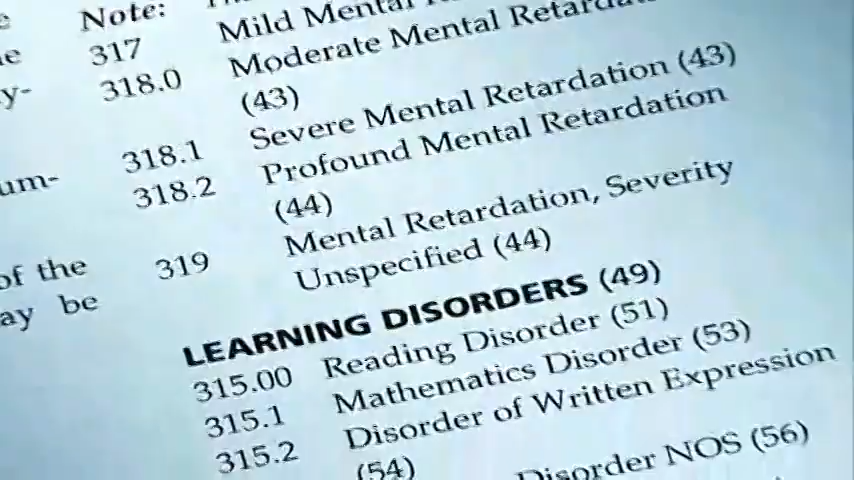 Note:
317 Mild Mental
318.0 Moderate Mental
(43)
318.1 Severe Mental Retardation (43)
318.2 Profound Mental Retardation
(44)
319 Mental Retardation, Severity
Unspecified (44)
LEARNING DISORDERS (49)
315.00 Reading Disorder (51)
315.1 Mathematics Disorder (53)
315.2 Disorder of Written Expression
(54)
Disorder NOS (56)
y-
um-
of the
ay be